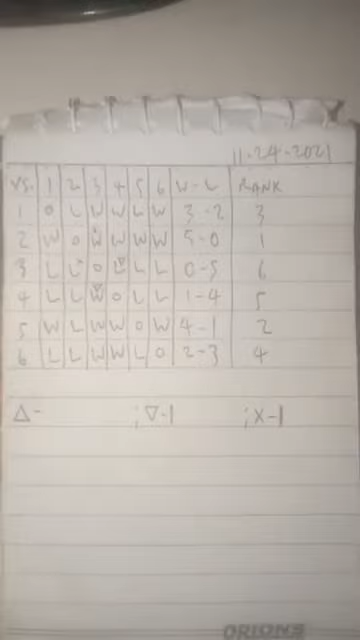 11-24-2021
VS. 1 2 3 4 5 6 W-L RANK
1 O L W W L W 3-2 3
2 W O W W W W 5-0 1
3 L L O L L L 0-5 6
4 L L W O L L 1-4 5
5 W L W W O W 4-1 2
6 L L W W L O 2-3 4
△- ;▽-1 ;X-1
ORIONS